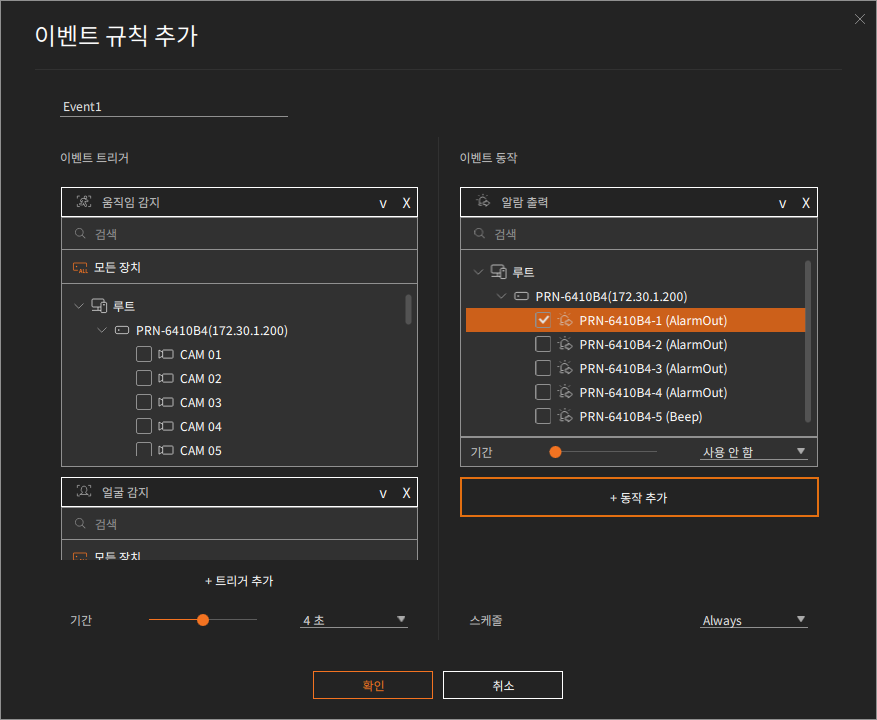 이벤트 규칙 추가
Event1
이벤트 트리거
움직임 감지 v X
검색
ALL 모든 장치
루트
PRN-6410B4(172.30.1.200)
CAM 01
CAM 02
CAM 03
CAM 04
CAM 05
얼굴 감지 v X
검색
모든 장치
+ 트리거 추가
기간 4 초
이벤트 동작
알람 출력 v X
검색
루트
PRN-6410B4(172.30.1.200)
PRN-6410B4-1 (AlarmOut)
PRN-6410B4-2 (AlarmOut)
PRN-6410B4-3 (AlarmOut)
PRN-6410B4-4 (AlarmOut)
PRN-6410B4-5 (Beep)
기간 사용 안 함
+ 동작 추가
스케줄 Always
확인 취소